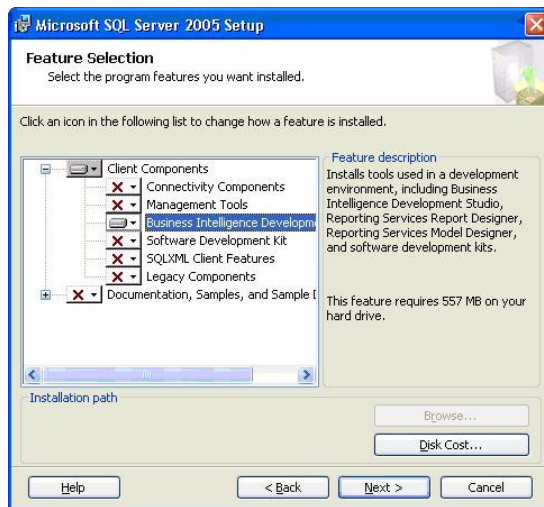 Microsoft SQL Server 2005 Setup
Feature Selection
Select the program features you want installed.
Click an icon in the following list to change how a feature is installed.
Client Components
Connectivity Components
Management Tools
Business Intelligence Developme
Software Development Kit
SQLXML Client Features
Legacy Components
Documentation, Samples, and Sample D
Feature description
Installs tools used in a development
environment, including Business
Intelligence Development Studio,
Reporting Services Report Designer,
Reporting Services Model Designer,
and software development kits.
This feature requires 557 MB on your
hard drive.
Installation path
Browse...
Disk Cost...
Help
< Back
Next >
Cancel